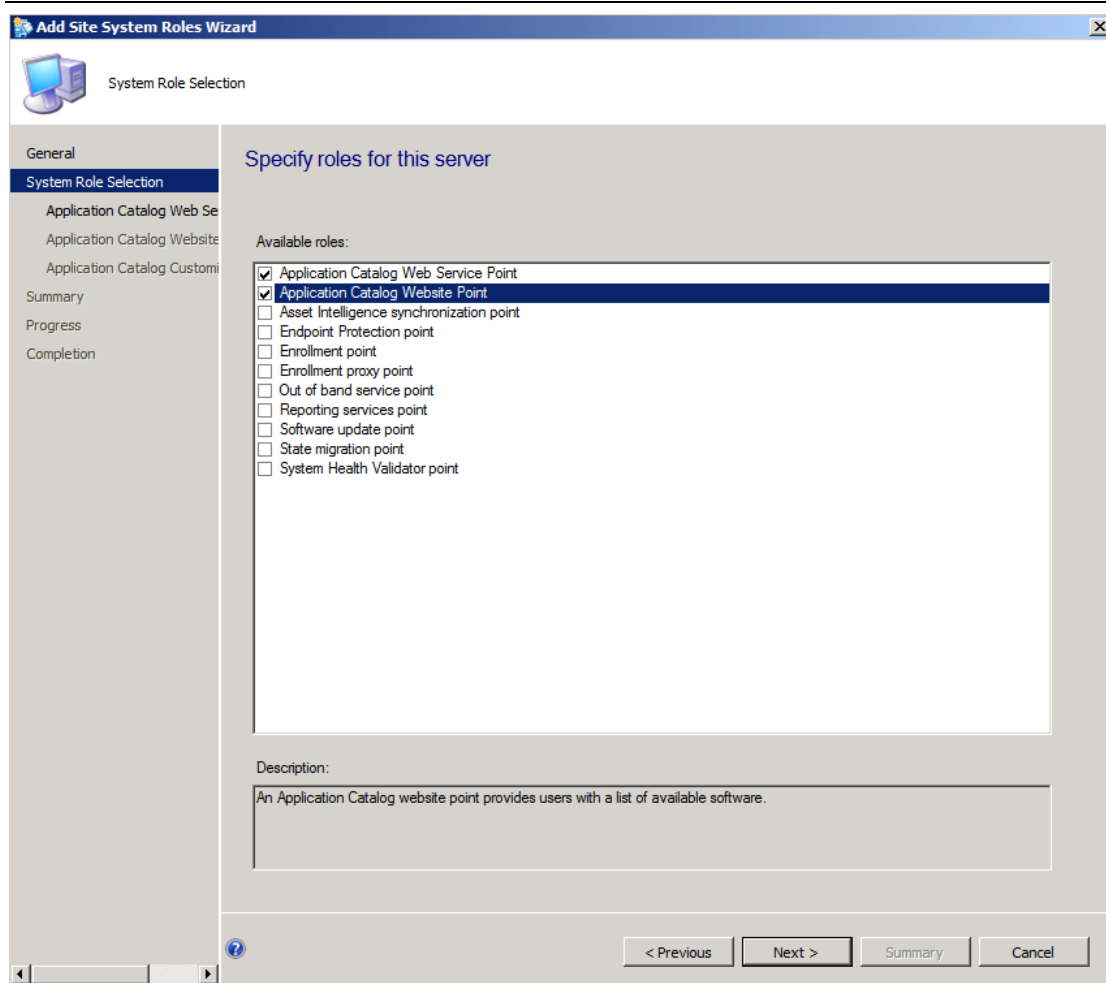 Add Site System Roles Wizard
System Role Selection
General
System Role Selection
Application Catalog Web Se
Application Catalog Website
Application Catalog Customi
Summary
Progress
Completion
Specify roles for this server
Available roles:
Application Catalog Web Service Point
Application Catalog Website Point
Asset Intelligence synchronization point
Endpoint Protection point
Enrollment point
Enrollment proxy point
Out of band service point
Reporting services point
Software update point
State migration point
System Health Validator point
Description:
An Application Catalog website point provides users with a list of available software.
< Previous
Next >
Summary
Cancel